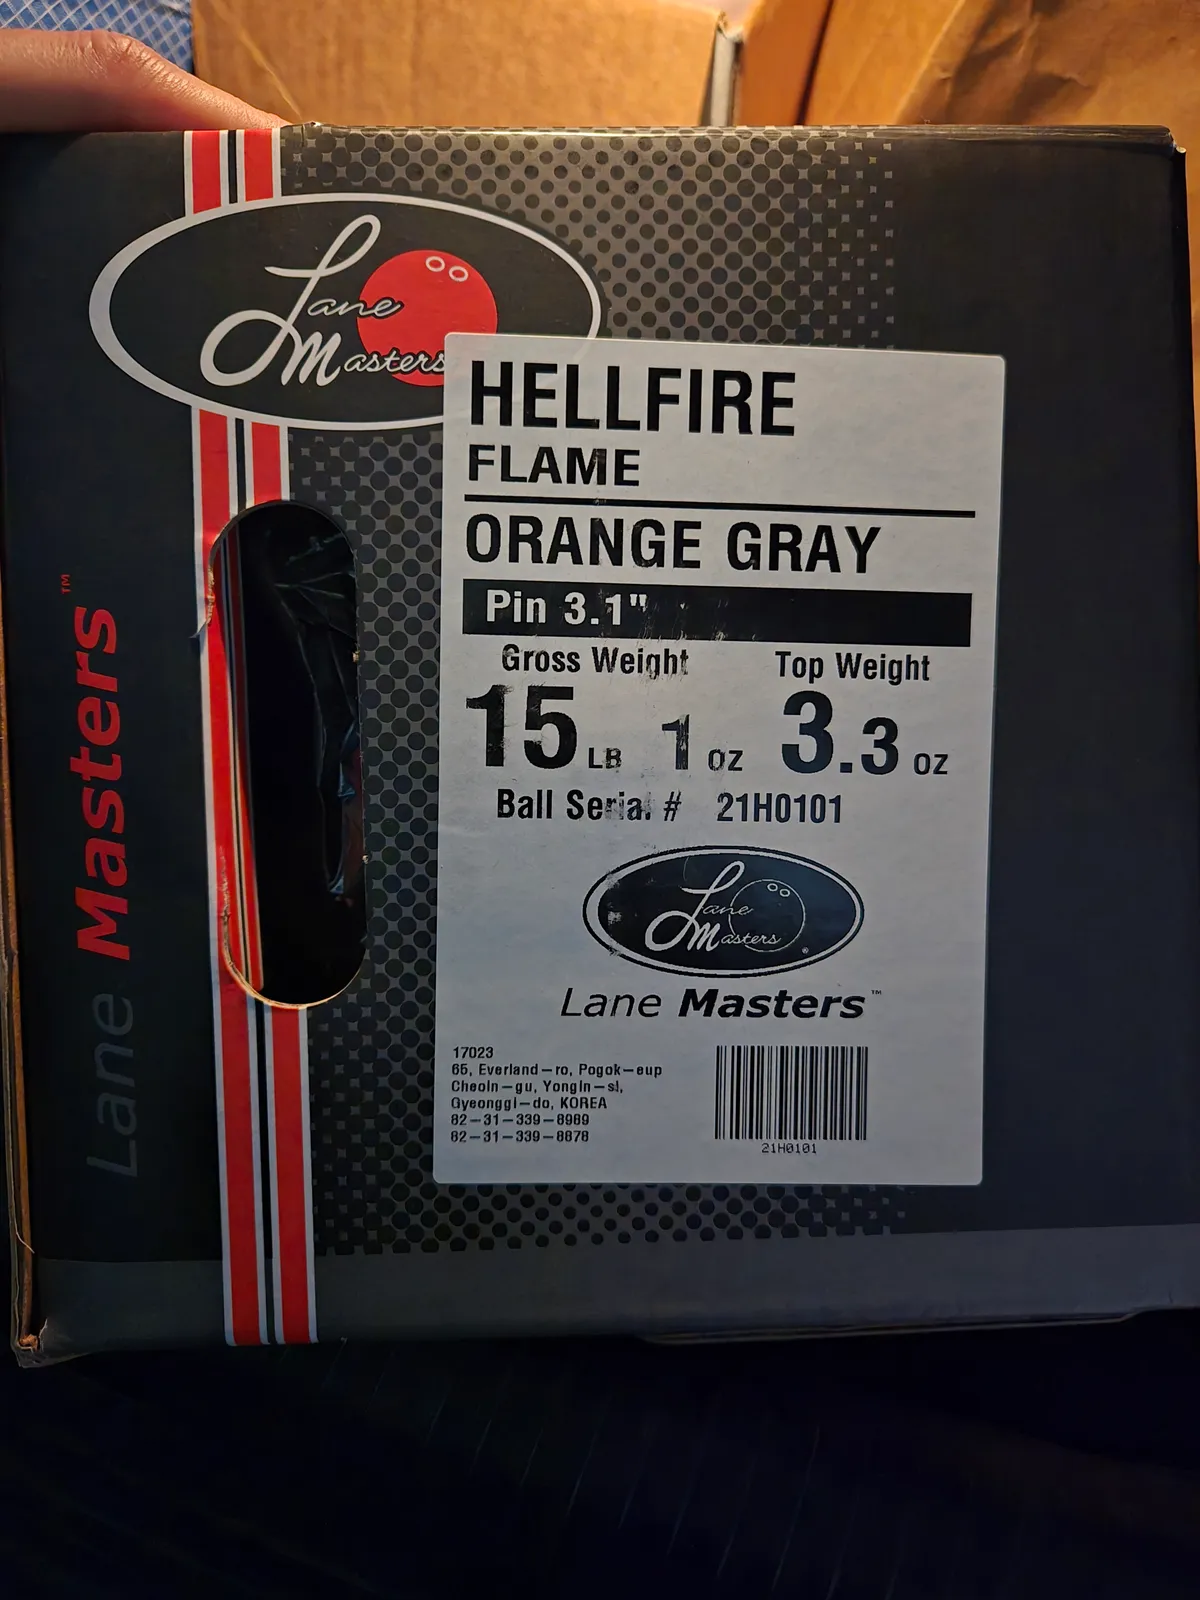 Lane
Masters
Lane Masters™
HELLFIRE
FLAME
ORANGE GRAY
Pin 3.1"
Gross Weight Top Weight
15 LB 1 oz 3.3 oz
Ball Serial # 21H0101
Lane
Masters ®
Lane Masters™
17023
65, Everland-ro, Pogok-eup
Cheoin-gu, Yongin-si,
Gyeonggi-do, KOREA
82-31-339-8989
82-31-339-8878
21H0101